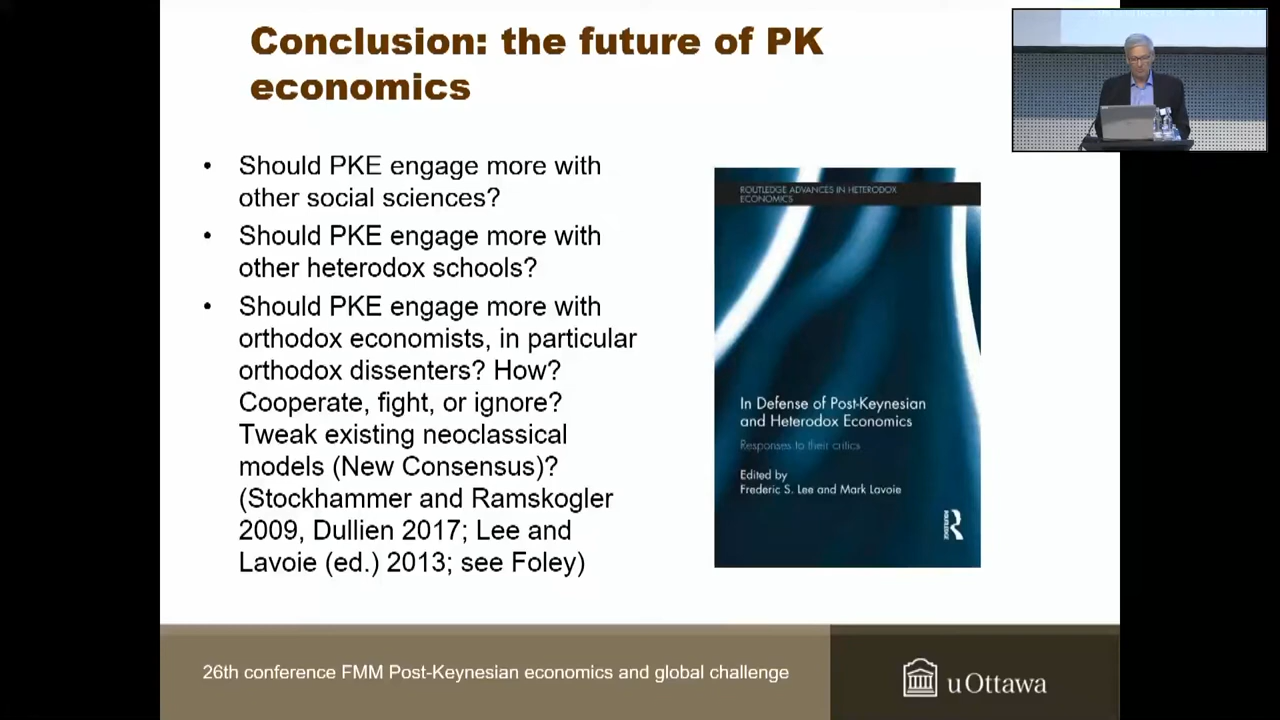 Conclusion: the future of PK
economics
• Should PKE engage more with
other social sciences?
• Should PKE engage more with
other heterodox schools?
• Should PKE engage more with
orthodox economists, in particular
orthodox dissenters? How?
Cooperate, fight, or ignore?
Tweak existing neoclassical
models (New Consensus)?
(Stockhammer and Ramskogler
2009, Dullien 2017; Lee and
Lavoie (ed.) 2013; see Foley)
ROUTLEDGE ADVANCES IN HETERODOX
ECONOMICS
In Defense of Post-Keynesian
and Heterodox Economics
Responses to their critics
Edited by
Frederic S. Lee and Mark Lavoie
ROUTLEDGE
26th conference FMM Post-Keynesian economics and global challenge
uOttawa